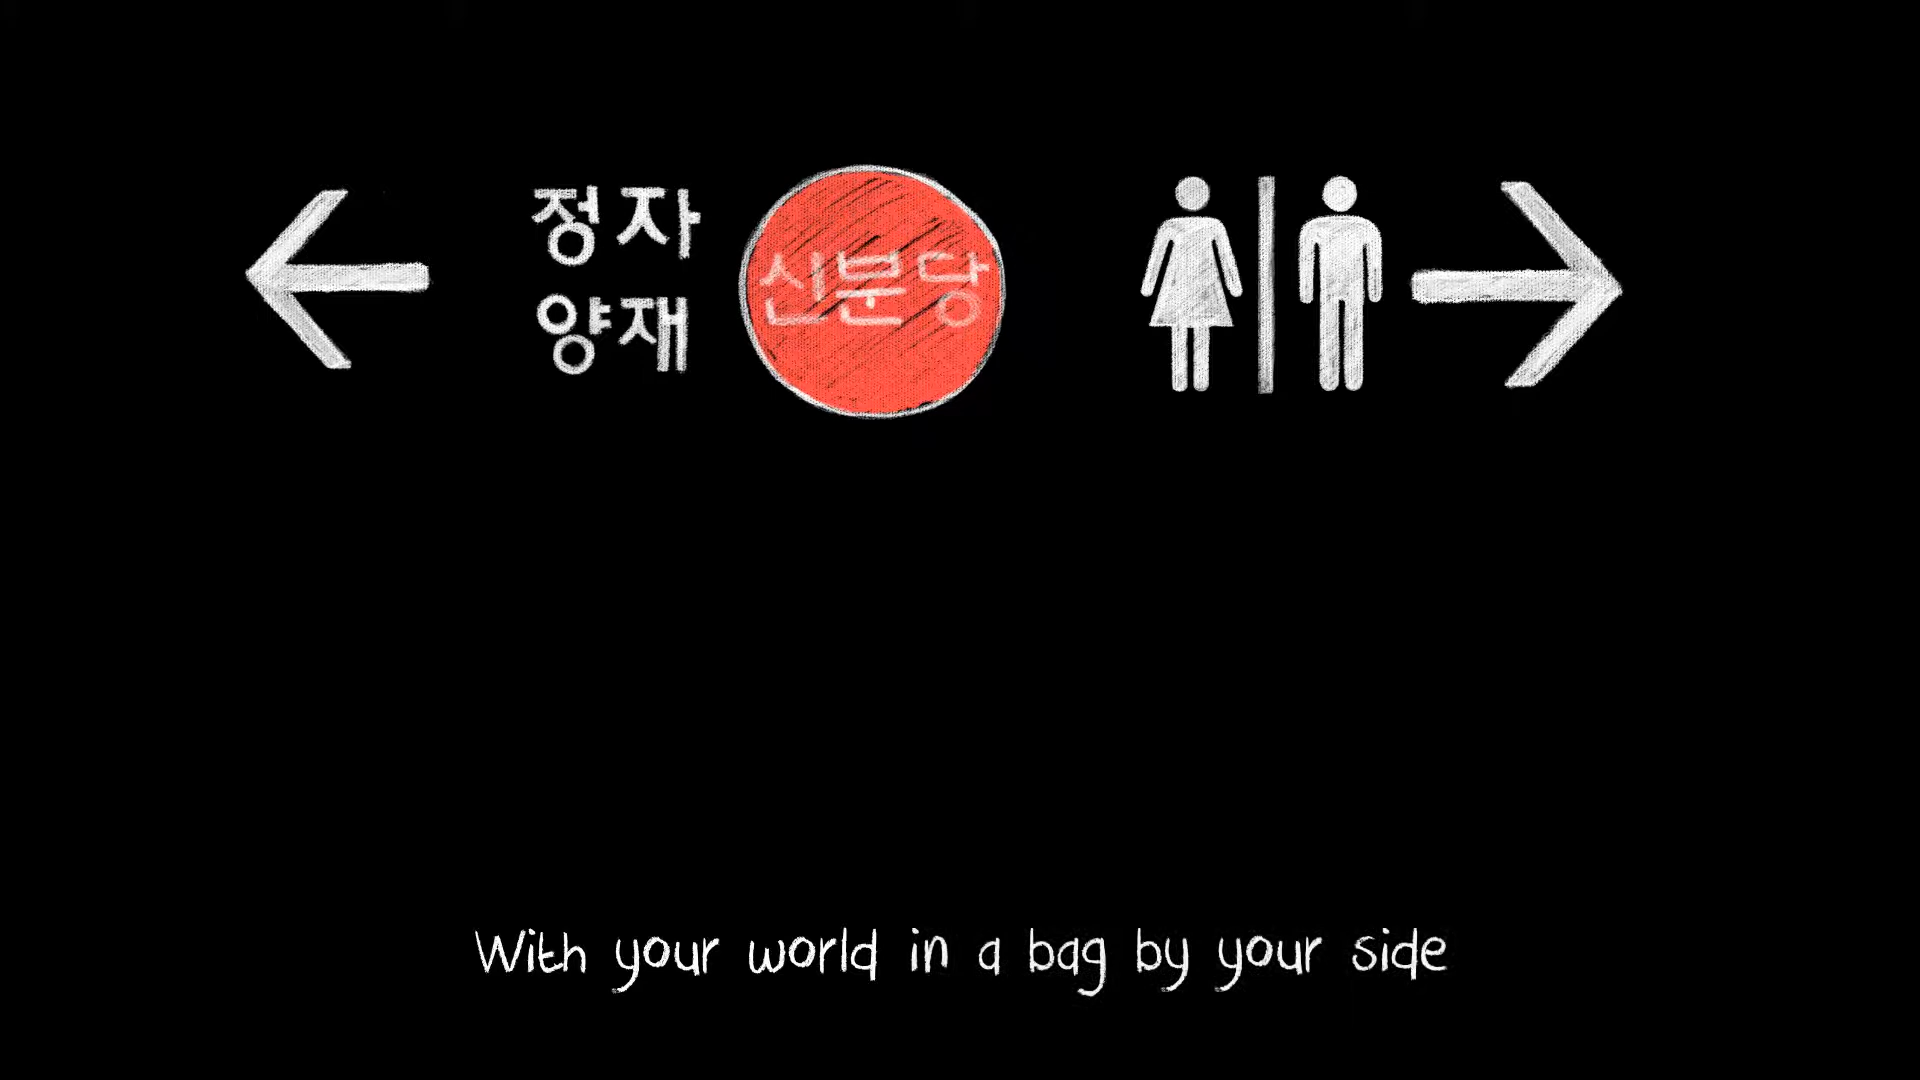 정자
양재
신분당
With your world in a bag by your side